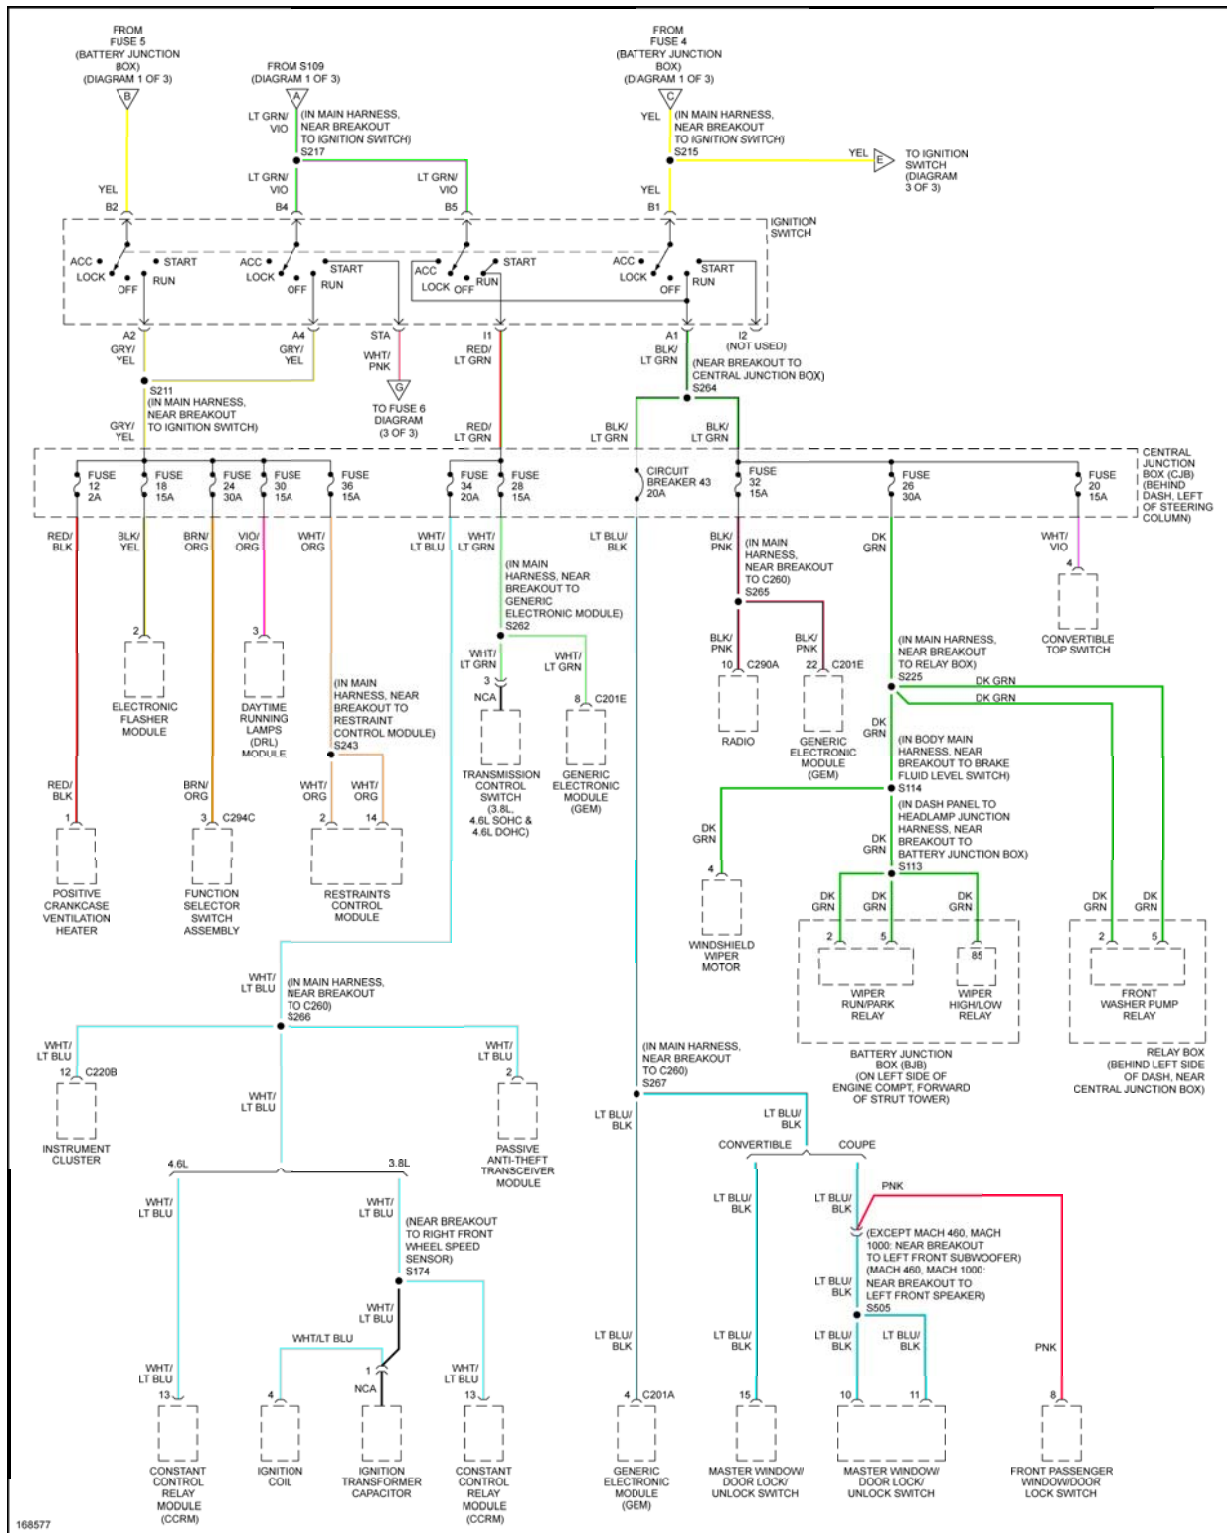 FROM
FUSE 5
(BATTERY JUNCTION
BOX)
(DIAGRAM 1 OF 3)
B
FROM S109
(DIAGRAM 1 OF 3)
A
FROM
FUSE 4
(BATTERY JUNCTION
BOX)
(DIAGRAM 1 OF 3)
C
LT GRN/
VIO
(IN MAIN HARNESS,
NEAR BREAKOUT
TO IGNITION SWITCH)
S217
YEL
(IN MAIN HARNESS,
NEAR BREAKOUT
TO IGNITION SWITCH)
S215
YEL
E
TO IGNITION
SWITCH
(DIAGRAM
3 OF 3)
YEL
B2
LT GRN/
VIO
B4
LT GRN/
VIO
B5
YEL
B1
IGNITION
SWITCH
ACC
LOCK
OFF
RUN
START
ACC
LOCK
OFF
RUN
START
ACC
LOCK
OFF
RUN
START
ACC
LOCK
OFF
RUN
START
A2
A4
STA
I1
A1
I2
(NOT USED)
GRY/
YEL
GRY/
YEL
WHT/
PNK
RED/
LT GRN
BLK/
LT GRN
(NEAR BREAKOUT TO
CENTRAL JUNCTION BOX)
S264
S211
(IN MAIN HARNESS,
NEAR BREAKOUT
TO IGNITION SWITCH)
G
TO FUSE 6
DIAGRAM
(3 OF 3)
GRY/
YEL
RED/
LT GRN
BLK/
LT GRN
BLK/
LT GRN
CENTRAL
JUNCTION
BOX (CJB)
(BEHIND
DASH, LEFT
OF STEERING
COLUMN)
FUSE
12
2A
FUSE
18
15A
FUSE
24
30A
FUSE
30
15A
FUSE
36
15A
FUSE
34
20A
FUSE
28
15A
CIRCUIT
BREAKER 43
20A
FUSE
32
15A
FUSE
26
30A
FUSE
20
15A
RED/
BLK
BLK/
YEL
BRN/
ORG
VIO/
ORG
WHT/
ORG
WHT/
LT BLU
WHT/
LT GRN
LT BLU/
BLK
BLK/
PNK
DK
GRN
WHT/
VIO
(IN MAIN
HARNESS, NEAR
BREAKOUT TO
GENERIC
ELECTRONIC MODULE)
S262
(IN MAIN
HARNESS,
NEAR BREAKOUT
TO C260)
S265
4
CONVERTIBLE
TOP SWITCH
2
ELECTRONIC
FLASHER
MODULE
3
DAYTIME
RUNNING
LAMPS
(DRL)
MODULE
(IN MAIN
HARNESS, NEAR
BREAKOUT TO
RESTRAINT
CONTROL MODULE)
S243
WHT/
LT GRN
3
NCA
TRANSMISSION
CONTROL
SWITCH
(3.8L,
4.6L SOHC &
4.6L DOHC)
WHT/
LT GRN
8
C201E
GENERIC
ELECTRONIC
MODULE
(GEM)
BLK/
PNK
10
C290A
RADIO
BLK/
PNK
22
C201E
GENERIC
ELECTRONIC
MODULE
(GEM)
(IN MAIN HARNESS,
NEAR BREAKOUT
TO RELAY BOX)
S225
DK GRN
DK GRN
DK
GRN
(IN BODY MAIN
HARNESS, NEAR
BREAKOUT TO BRAKE
FLUID LEVEL SWITCH)
S114
(IN DASH PANEL TO
HEADLAMP JUNCTION
HARNESS, NEAR
BREAKOUT TO
BATTERY JUNCTION BOX)
S113
DK
GRN
DK
GRN
4
WINDSHIELD
WIPER
MOTOR
RED/
BLK
1
POSITIVE
CRANKCASE
VENTILATION
HEATER
BRN/
ORG
3
C294C
FUNCTION
SELECTOR
SWITCH
ASSEMBLY
WHT/
ORG
2
WHT/
ORG
14
RESTRAINTS
CONTROL
MODULE
DK
GRN
DK
GRN
DK
GRN
DK
GRN
DK
GRN
2
5
85
2
5
WIPER
RUN/PARK
RELAY
WIPER
HIGH/LOW
RELAY
FRONT
WASHER PUMP
RELAY
BATTERY JUNCTION
BOX (BJB)
(ON LEFT SIDE OF
ENGINE COMPT, FORWARD
OF STRUT TOWER)
RELAY BOX
(BEHIND LEFT SIDE
OF DASH, NEAR
CENTRAL JUNCTION BOX)
WHT/
LT BLU
(IN MAIN HARNESS,
NEAR BREAKOUT
TO C260)
S266
WHT/
LT BLU
12
C220B
INSTRUMENT
CLUSTER
WHT/
LT BLU
WHT/
LT BLU
2
PASSIVE
ANTI-THEFT
TRANSCEIVER
MODULE
(IN MAIN HARNESS,
NEAR BREAKOUT
TO C260)
S267
LT BLU/
BLK
LT BLU/
BLK
CONVERTIBLE
COUPE
4.6L
3.8L
WHT/
LT BLU
WHT/
LT BLU
(NEAR BREAKOUT
TO RIGHT FRONT
WHEEL SPEED
SENSOR)
S174
LT BLU/
BLK
LT BLU/
BLK
PNK
(EXCEPT MACH 460, MACH
1000: NEAR BREAKOUT
TO LEFT FRONT SUBWOOFER)
(MACH 460, MACH 1000:
NEAR BREAKOUT TO
LEFT FRONT SPEAKER)
S505
LT BLU/
BLK
WHT/
LT BLU
WHT/LT BLU
WHT/
LT BLU
13
4
1
NCA
WHT/
LT BLU
13
LT BLU/
BLK
4
C201A
LT BLU/
BLK
15
LT BLU/
BLK
10
LT BLU/
BLK
11
PNK
8
CONSTANT
CONTROL
RELAY
MODULE
(CCRM)
IGNITION
COIL
IGNITION
TRANSFORMER
CAPACITOR
CONSTANT
CONTROL
RELAY
MODULE
(CCRM)
GENERIC
ELECTRONIC
MODULE
(GEM)
MASTER WINDOW/
DOOR LOCK/
UNLOCK SWITCH
MASTER WINDOW/
DOOR LOCK/
UNLOCK SWITCH
FRONT PASSENGER
WINDOW/DOOR
LOCK SWITCH
168577